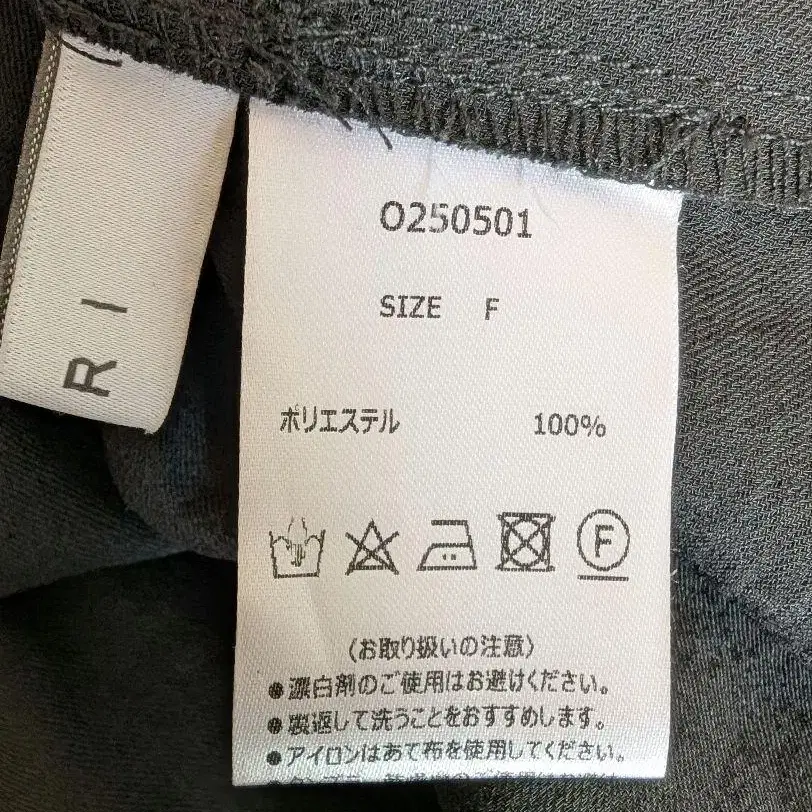 R I
O250501
SIZE F
ポリエステル 100%
F
(お取り扱いの注意)
●漂白剤のご使用はお避けください。
●製返して洗うことをおすすめします。
●アイロンはあて布を使用してください。